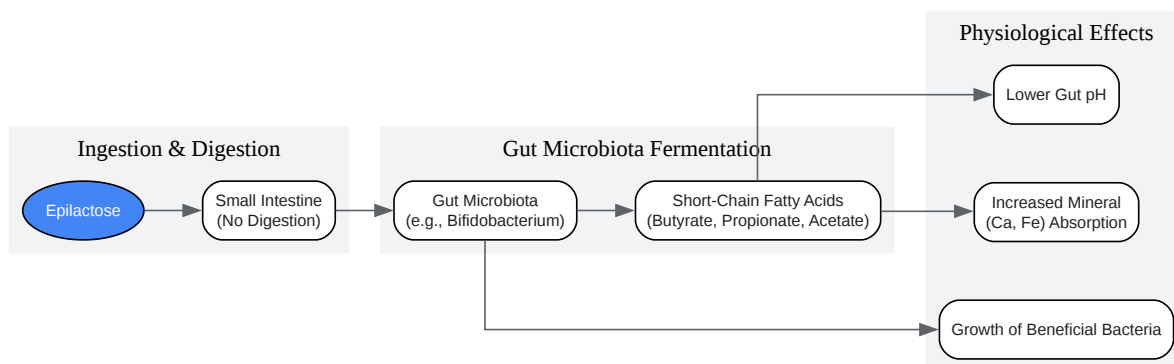 Physiological Effects
Lower Gut pH
Ingestion & Digestion
Gut Microbiota Fermentation
Epilactose
Small Intestine
(No Digestion)
Gut Microbiota
(e.g., Bifidobacterium)
Short-Chain Fatty Acids
(Butyrate, Propionate, Acetate)
Increased Mineral
(Ca, Fe) Absorption
Growth of Beneficial Bacteria